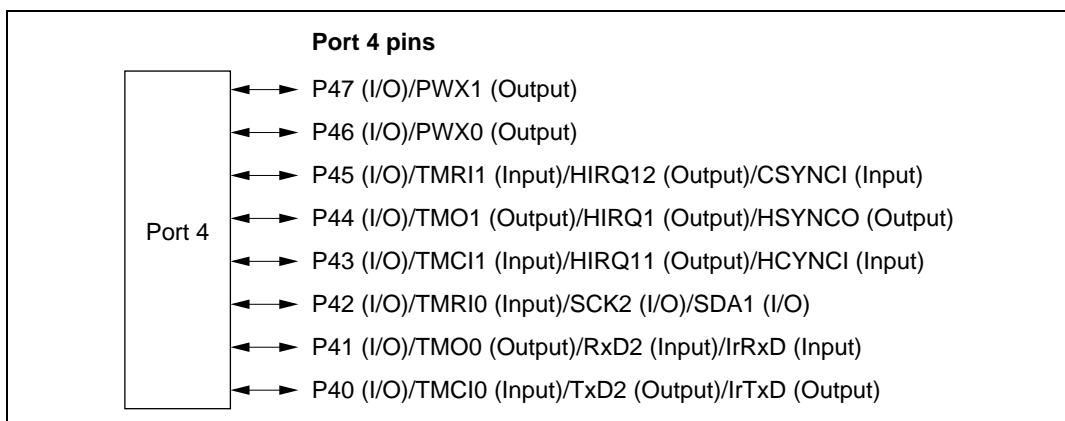 Port 4 pins
P47 (I/O)/PWX1 (Output)
P46 (I/O)/PWX0 (Output)
P45 (I/O)/TMRI1 (Input)/HIRQ12 (Output)/CSYNCI (Input)
P44 (I/O)/TMO1 (Output)/HIRQ1 (Output)/HSYNCO (Output)
Port 4
P43 (I/O)/TMCI1 (Input)/HIRQ11 (Output)/HCYNCI (Input)
P42 (I/O)/TMRI0 (Input)/SCK2 (I/O)/SDA1 (I/O)
P41 (I/O)/TMO0 (Output)/RxD2 (Input)/IrRxD (Input)
P40 (I/O)/TMCI0 (Input)/TxD2 (Output)/IrTxD (Output)